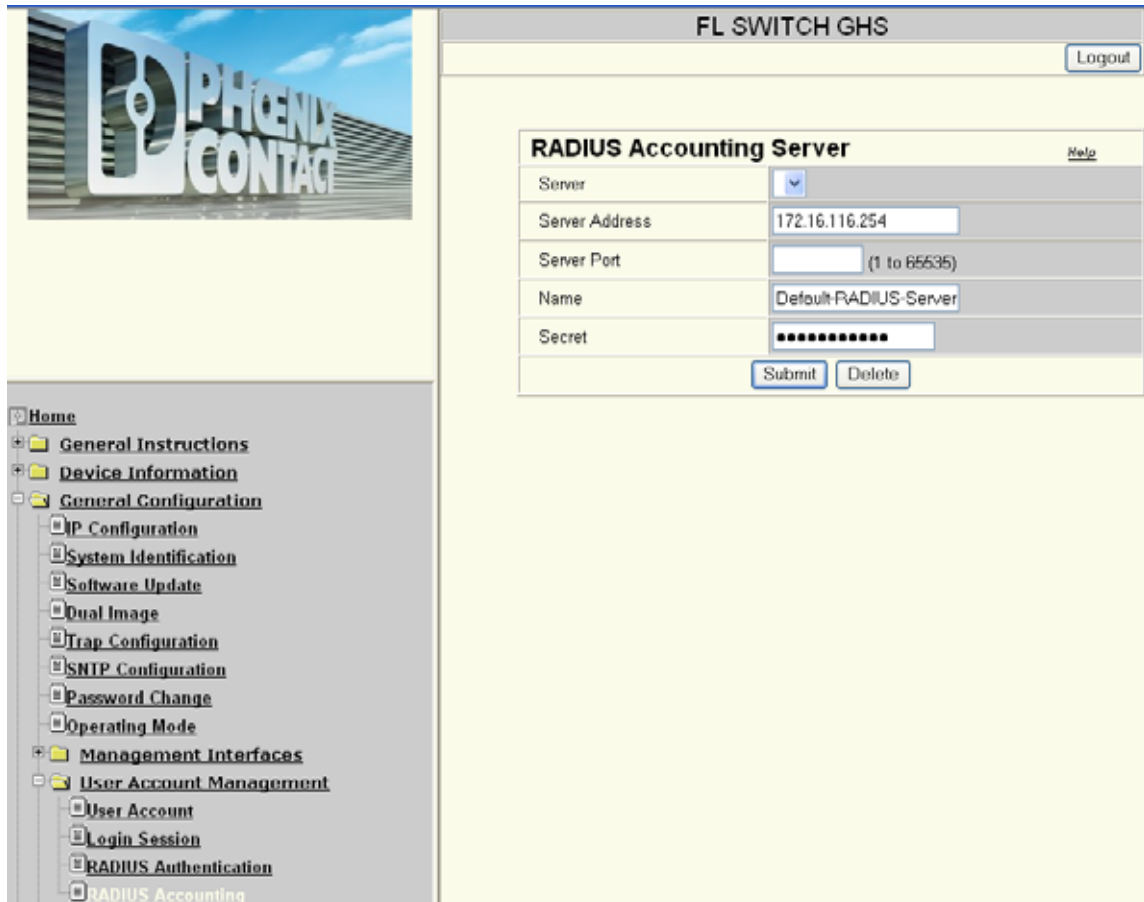 PHŒNIX
CONTACT
FL SWITCH GHS
Logout
RADIUS Accounting Server
Help
Server
Server Address
172.16.116.254
Server Port
(1 to 65535)
Name
Default-RADIUS-Server
Secret
•••••••••••
Submit
Delete
Home
General Instructions
Device Information
General Configuration
IP Configuration
System Identification
Software Update
Dual Image
Trap Configuration
SNTP Configuration
Password Change
Operating Mode
Management Interfaces
User Account Management
User Account
Login Session
RADIUS Authentication
RADIUS Accounting